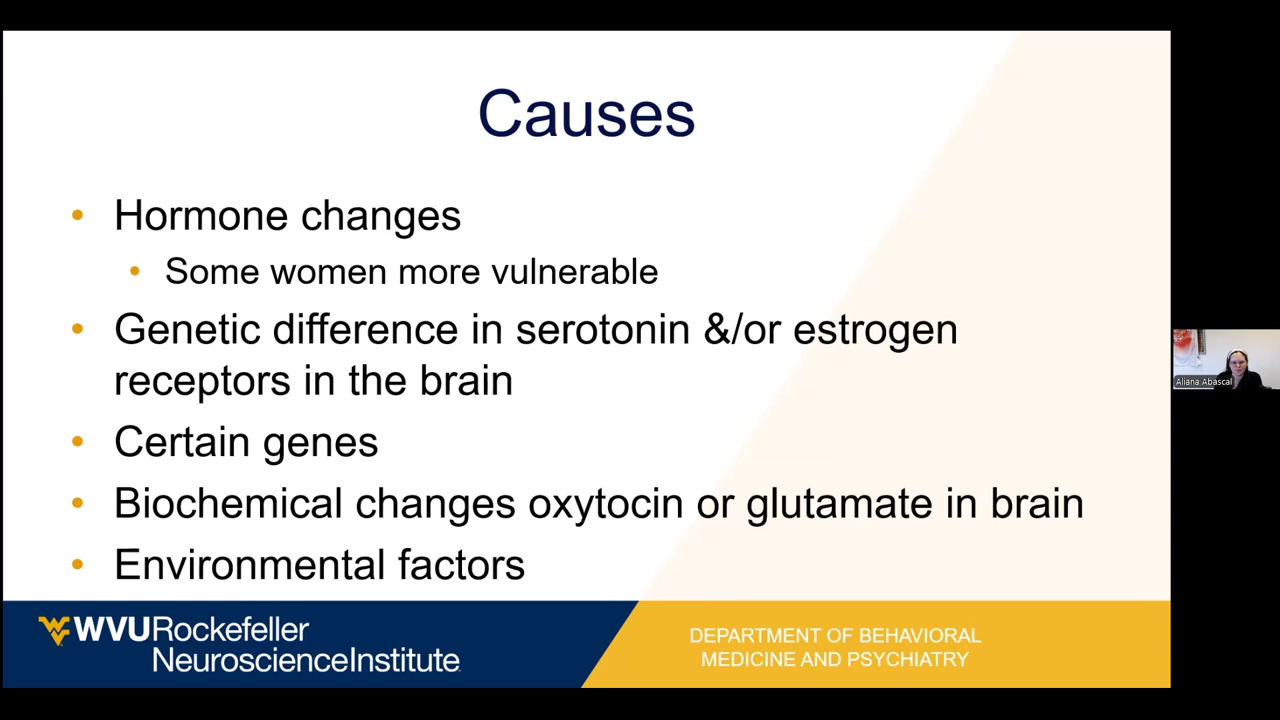 Causes
• Hormone changes
• Some women more vulnerable
• Genetic difference in serotonin &/or estrogen
receptors in the brain
• Certain genes
• Biochemical changes oxytocin or glutamate in brain
• Environmental factors
WVURockefeller
NeuroscienceInstitute
DEPARTMENT OF BEHAVIORAL
MEDICINE AND PSYCHIATRY
Aliana Abascal